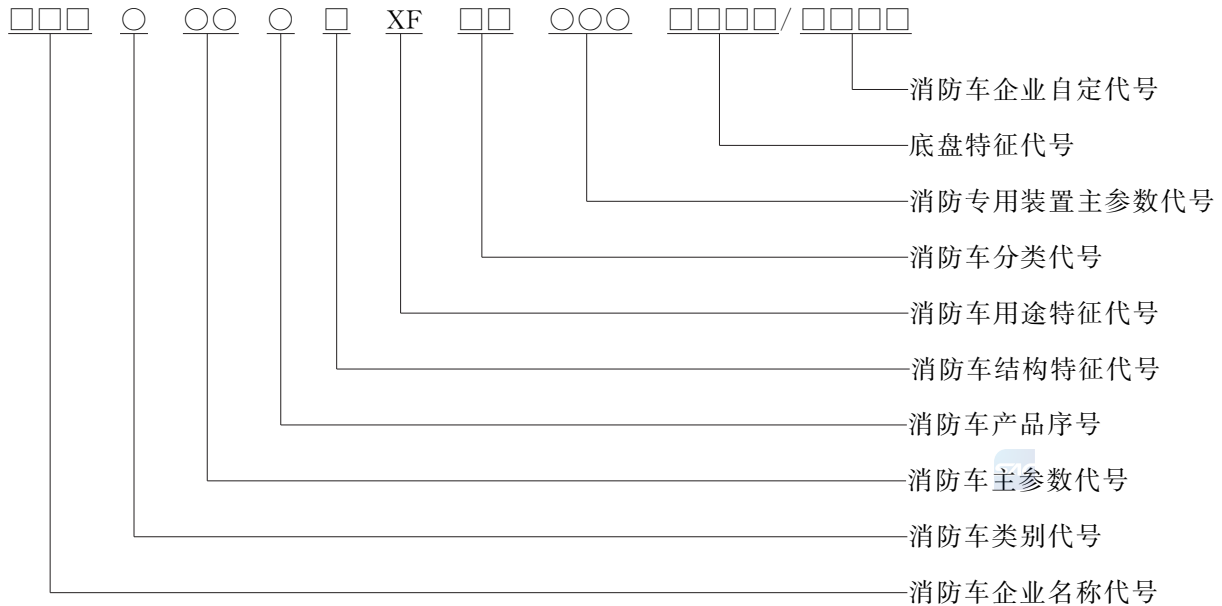 □□□ ○ ○○ ○ □ XF □□ ○○○ □□□□/□□□□
消防车企业自定代号
底盘特征代号
消防专用装置主参数代号
消防车分类代号
消防车用途特征代号
消防车结构特征代号
消防车产品序号
消防车主参数代号
消防车类别代号
消防车企业名称代号